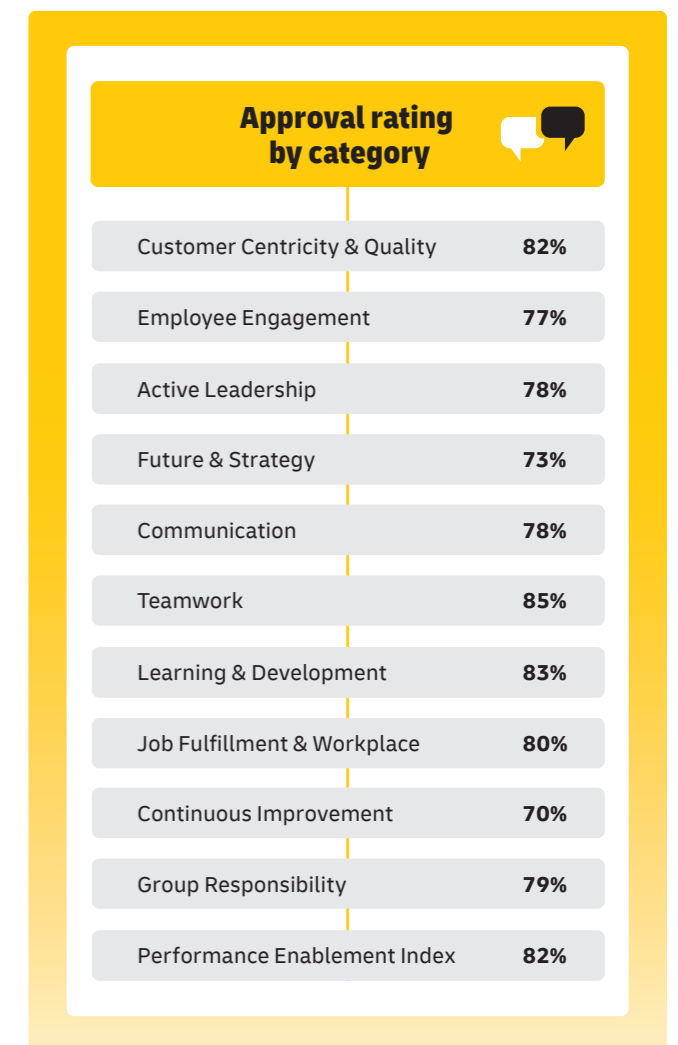 Approval rating
by category
Customer Centricity & Quality 82%
Employee Engagement 77%
Active Leadership 78%
Future & Strategy 73%
Communication 78%
Teamwork 85%
Learning & Development 83%
Job Fulfillment & Workplace 80%
Continuous Improvement 70%
Group Responsibility 79%
Performance Enablement Index 82%